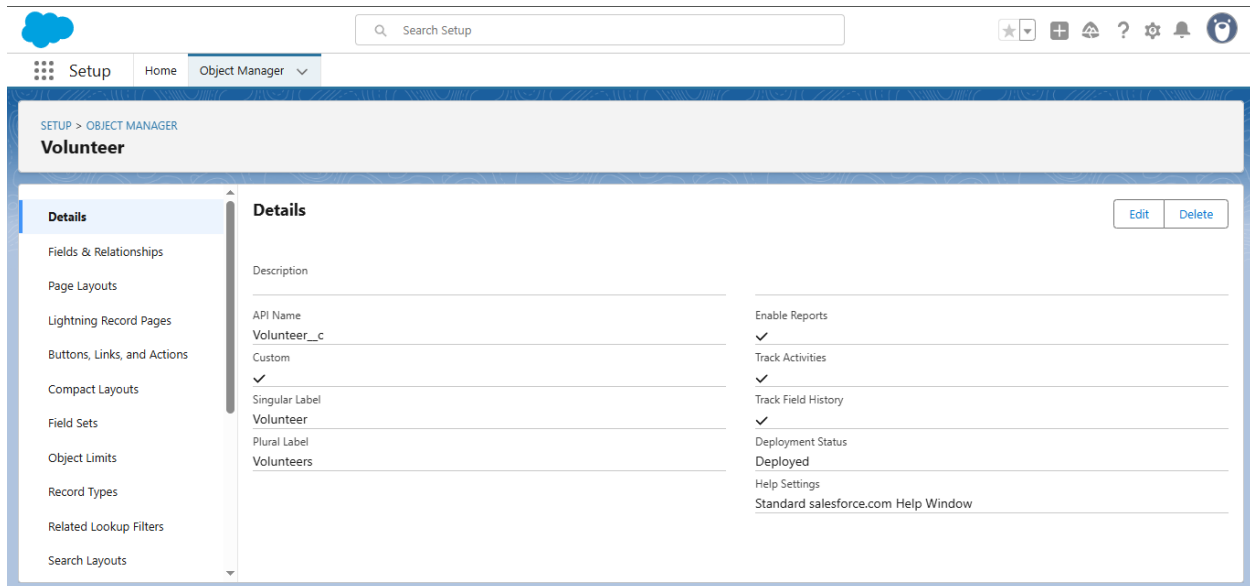 Search Setup
Setup
Home
Object Manager
SETUP > OBJECT MANAGER
Volunteer
Details
Fields & Relationships
Page Layouts
Lightning Record Pages
Buttons, Links, and Actions
Compact Layouts
Field Sets
Object Limits
Record Types
Related Lookup Filters
Search Layouts
Details
Edit
Delete
Description
API Name
Volunteer__c
Custom
Singular Label
Volunteer
Plural Label
Volunteers
Enable Reports
Track Activities
Track Field History
Deployment Status
Deployed
Help Settings
Standard salesforce.com Help Window